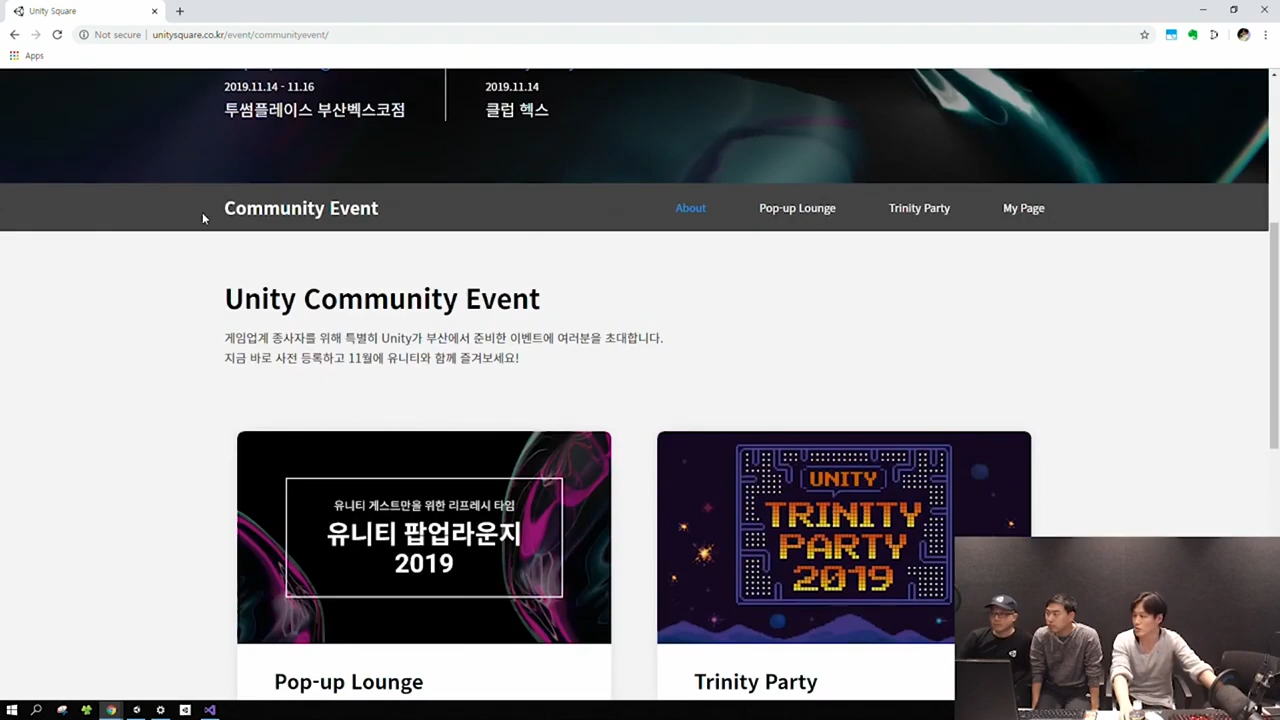 Unity Square
Not secure
unitysquare.co.kr/event/communityevent/
Apps
2019.11.14 - 11.16
2019.11.14
투썸플레이스 부산벡스코점
클럽 헥스
Community Event
About
Pop-up Lounge
Trinity Party
My Page
Unity Community Event
게임업계 종사자를 위해 특별히 Unity가 부산에서 준비한 이벤트에 여러분을 초대합니다.
지금 바로 사전 등록하고 11월에 유니티와 함께 즐겨보세요!
유니티 게스트만을 위한 리프레시 타임
유니티 팝업라운지
2019
UNITY
TRINITY
PARTY
2019
Pop-up Lounge
Trinity Party